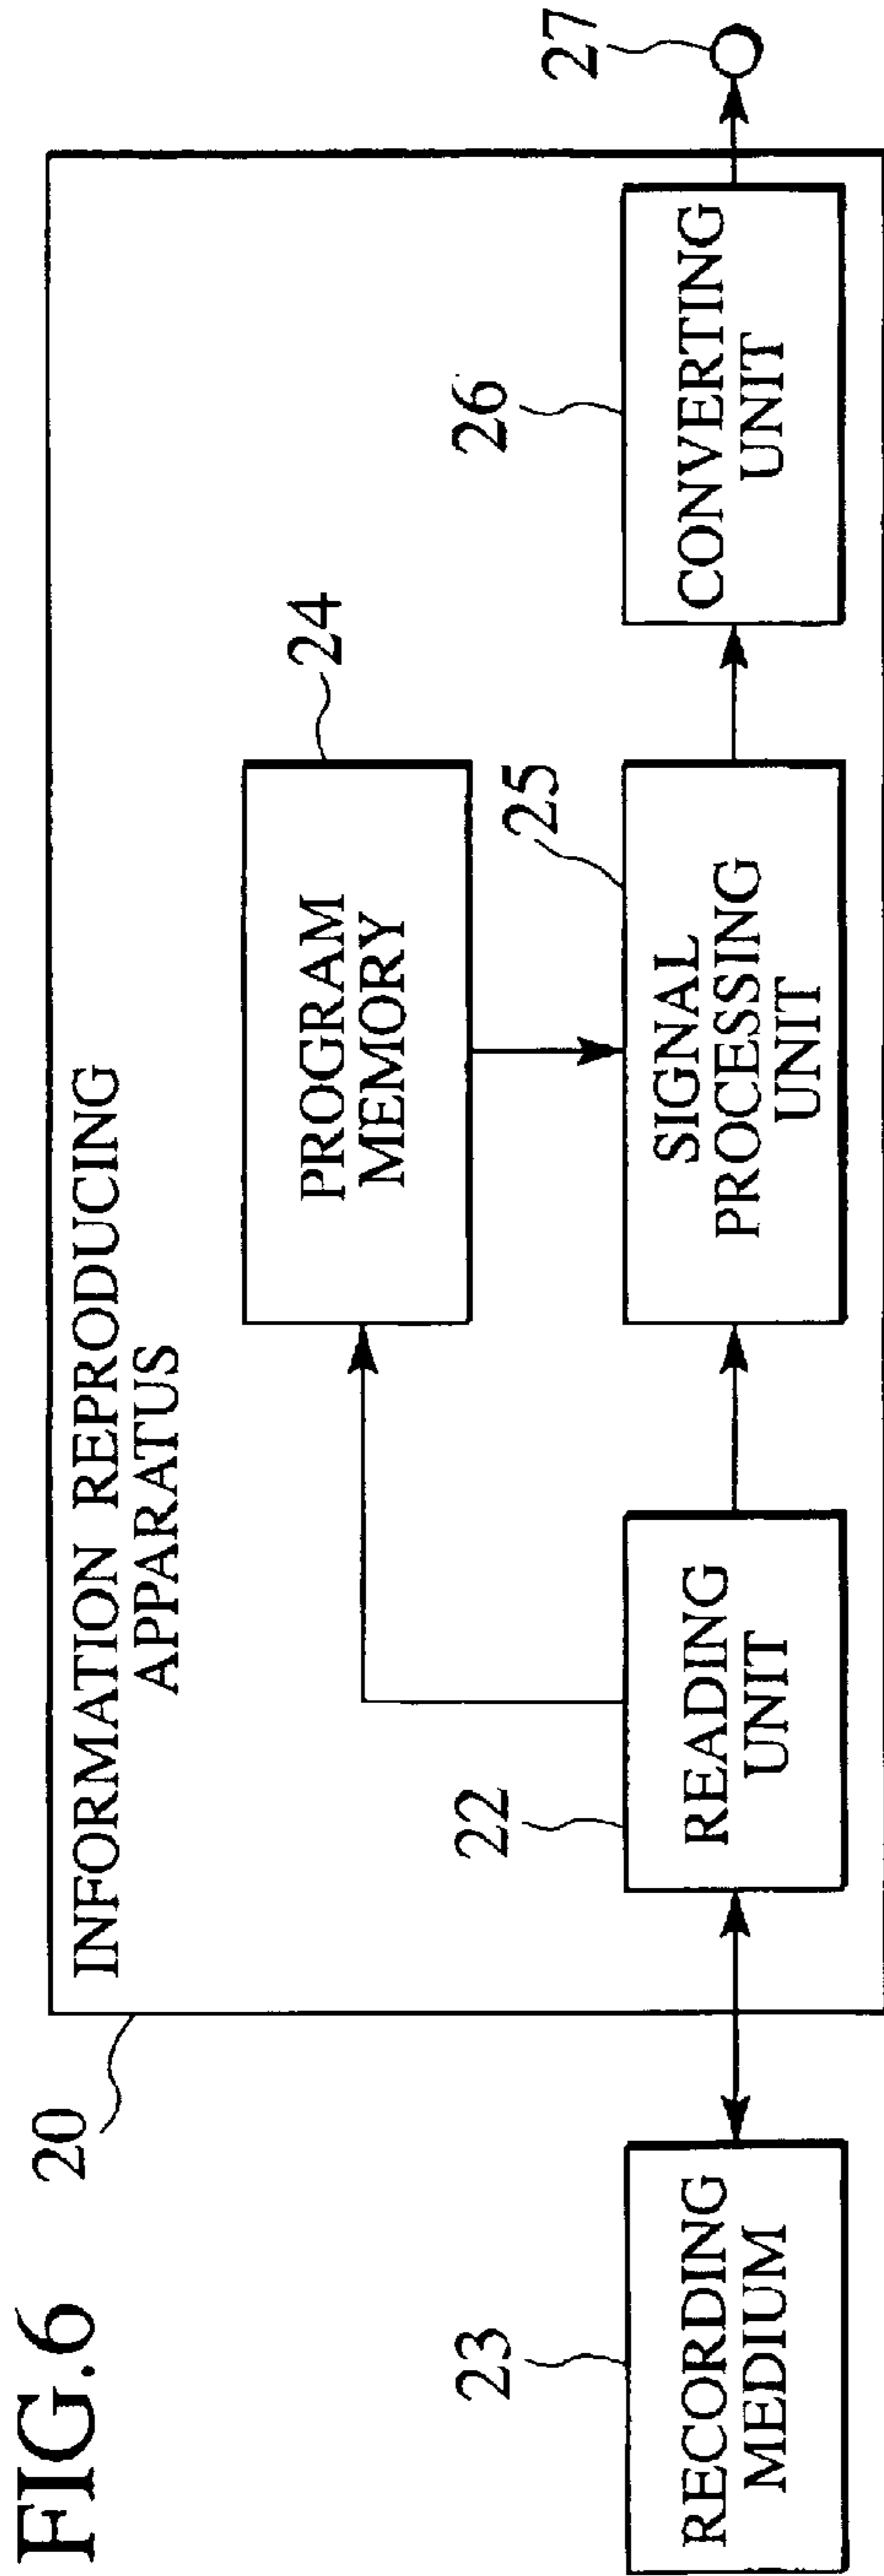 FIG.6
20
INFORMATION REPRODUCING
APPARATUS
24
PROGRAM
MEMORY
27
23
RECORDING
MEDIUM
22
READING
UNIT
25
SIGNAL
PROCESSING
UNIT
26
CONVERTING
UNIT